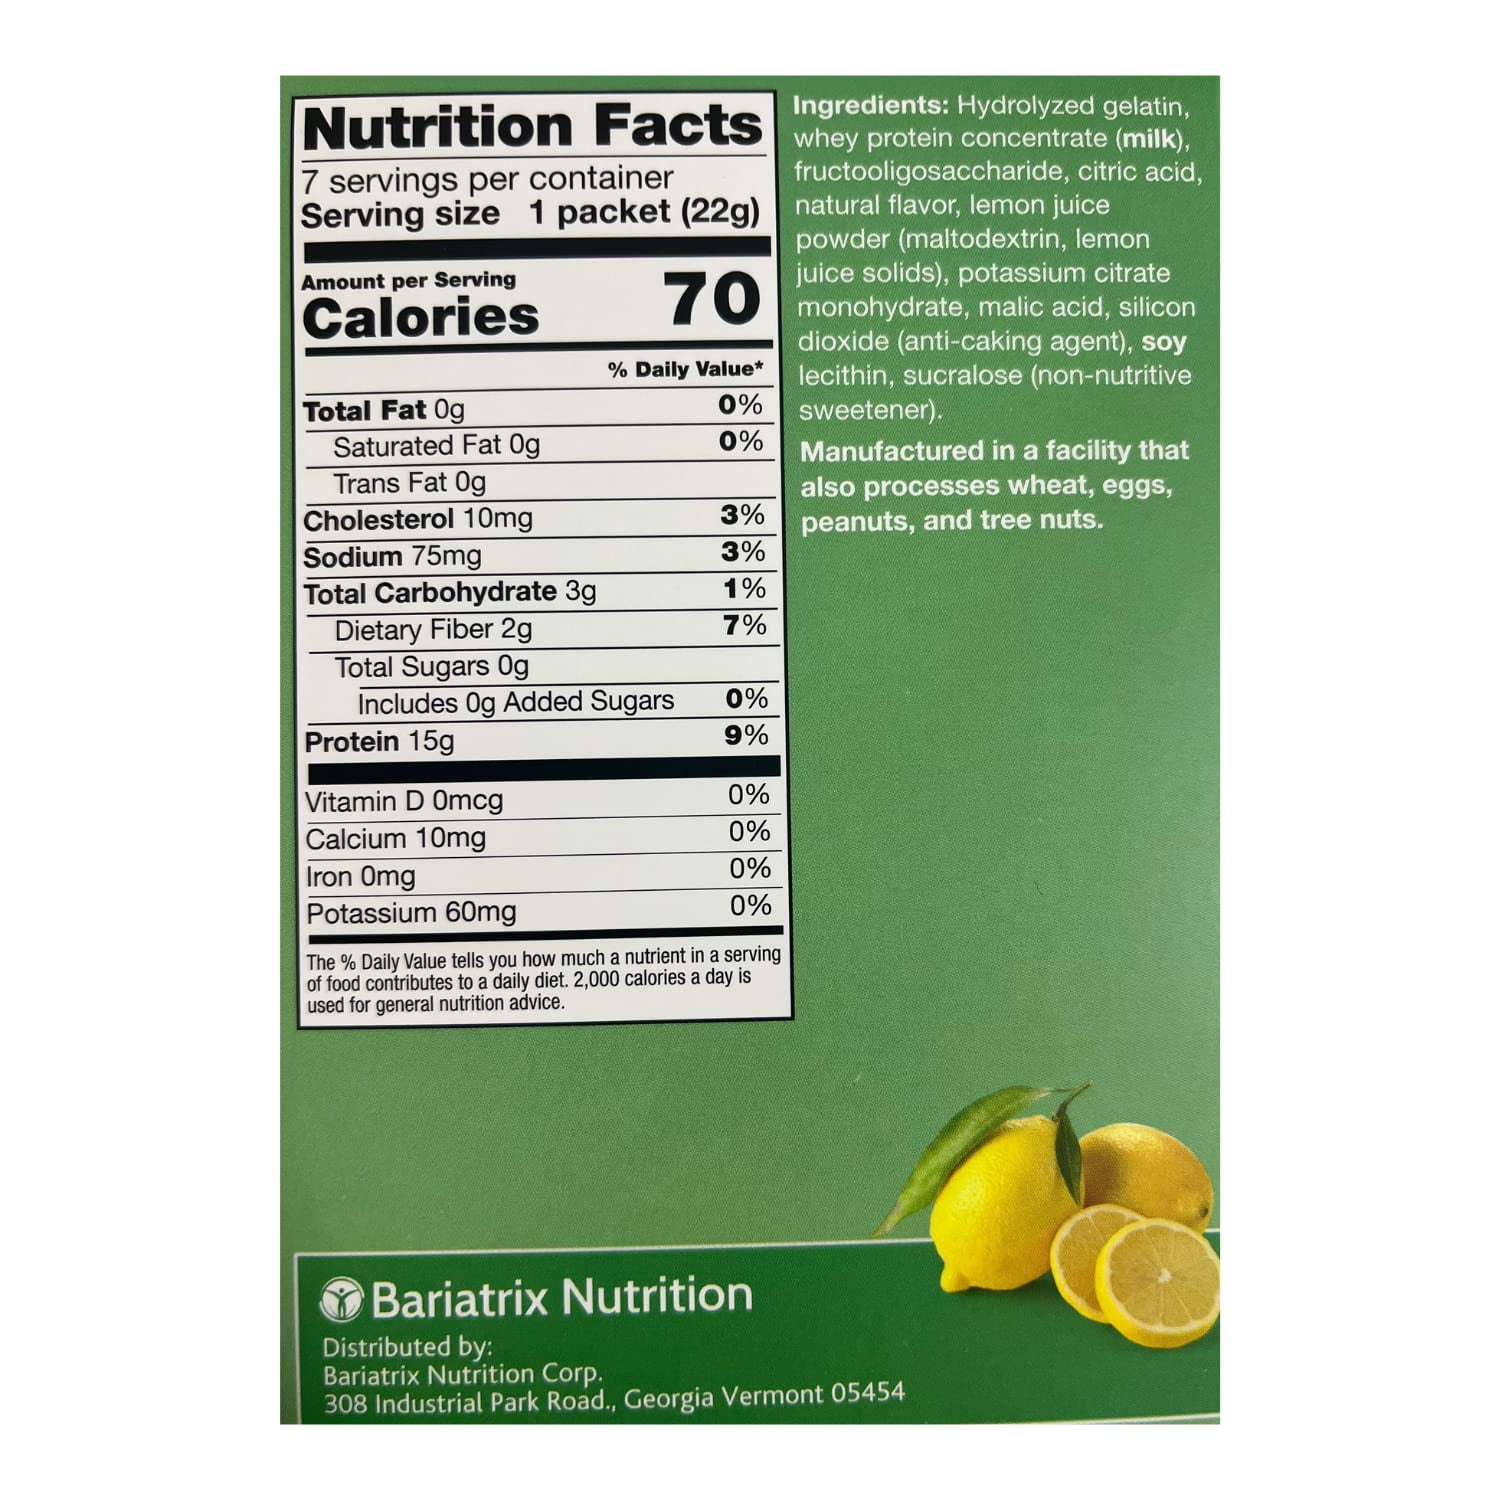 Nutrition Facts
7 servings per container
Serving size 1 packet (22g)
Amount per Serving
Calories 70
% Daily Value*
Total Fat 0g 0%
Saturated Fat 0g 0%
Trans Fat 0g
Cholesterol 10mg 3%
Sodium 75mg 3%
Total Carbohydrate 3g 1%
Dietary Fiber 2g 7%
Total Sugars 0g
Includes 0g Added Sugars 0%
Protein 15g 9%
Vitamin D 0mcg 0%
Calcium 10mg 0%
Iron 0mg 0%
Potassium 60mg 0%
The % Daily Value tells you how much a nutrient in a serving
of food contributes to a daily diet. 2,000 calories a day is
used for general nutrition advice.
Ingredients: Hydrolyzed gelatin,
whey protein concentrate (milk),
fructooligosaccharide, citric acid,
natural flavor, lemon juice
powder (maltodextrin, lemon
juice solids), potassium citrate
monohydrate, malic acid, silicon
dioxide (anti-caking agent), soy
lecithin, sucralose (non-nutritive
sweetener).
Manufactured in a facility that
also processes wheat, eggs,
peanuts, and tree nuts.
Bariatrix Nutrition
Distributed by:
Bariatrix Nutrition Corp.
308 Industrial Park Road., Georgia Vermont 05454